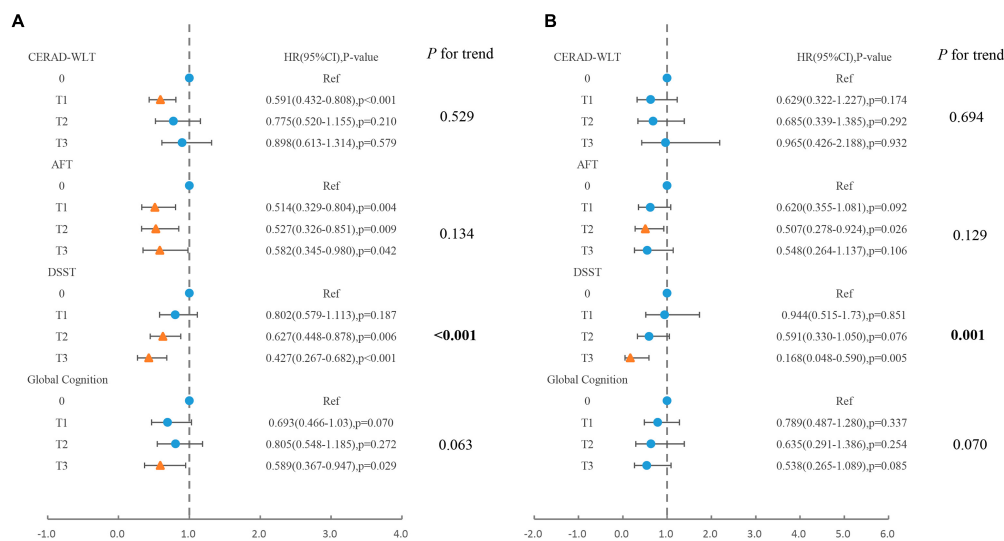 A
CERAD-WLT HR(95%CI),P-value P for trend
0 Ref
T1 0.591(0.432-0.808),p<0.001
0.529
T2 0.775(0.520-1.155),p=0.210
T3 0.898(0.613-1.314),p=0.579
AFT
0 Ref
T1 0.514(0.329-0.804),p=0.004
T2 0.527(0.326-0.851),p=0.009
0.134
T3 0.582(0.345-0.980),p=0.042
DSST
0 Ref
T1 0.802(0.579-1.113),p=0.187
T2 0.627(0.448-0.878),p=0.006
<0.001
T3 0.427(0.267-0.682),p<0.001
Global Cognition
0 Ref
T1 0.693(0.466-1.03),p=0.070
T2 0.805(0.548-1.185),p=0.272
0.063
T3 0.589(0.367-0.947),p=0.029
-1.0 0.0 1.0 2.0 3.0 4.0
B
CERAD-WLT HR(95%CI),P-value P for trend
0 Ref
T1 0.629(0.322-1.227),p=0.174
0.694
T2 0.685(0.339-1.385),p=0.292
T3 0.965(0.426-2.188),p=0.932
AFT
0 Ref
T1 0.620(0.355-1.081),p=0.092
T2 0.507(0.278-0.924),p=0.026
0.129
T3 0.548(0.264-1.137),p=0.106
DSST
0 Ref
T1 0.944(0.515-1.73),p=0.851
T2 0.591(0.330-1.050),p=0.076
0.001
T3 0.168(0.048-0.590),p=0.005
Global Cognition
0 Ref
T1 0.789(0.487-1.280),p=0.337
T2 0.635(0.291-1.386),p=0.254
0.070
T3 0.538(0.265-1.089),p=0.085
-2.0 -1.0 0.0 1.0 2.0 3.0 4.0 5.0 6.0